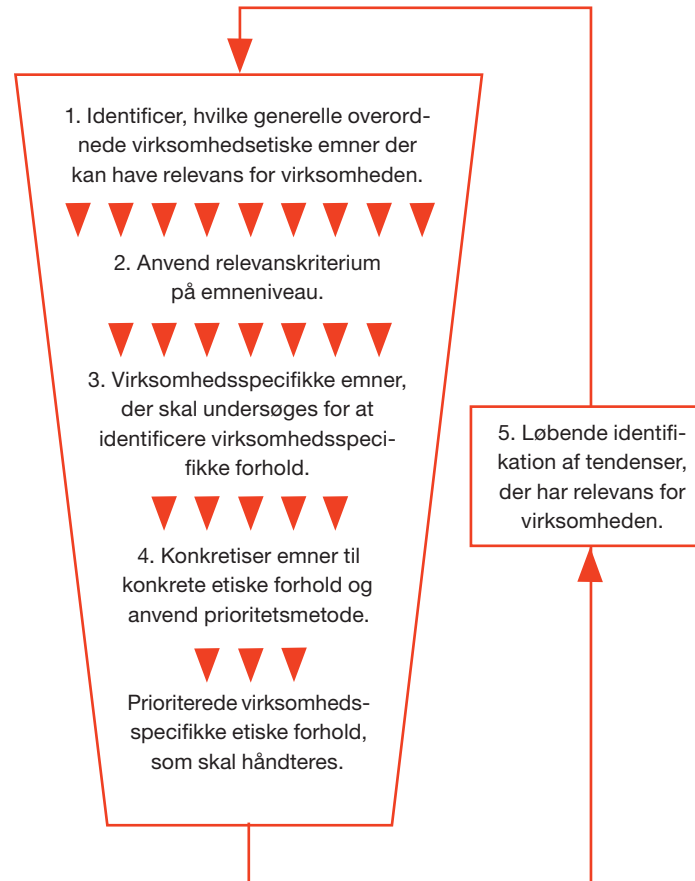 1. Identificer, hvilke generelle overord-
nede virksomhedsetiske emner der
kan have relevans for virksomheden.
2. Anvend relevanskriterium
på emneniveau.
3. Virksomhedsspecifikke emner,
der skal undersøges for at
identificere virksomhedsspeci-
fikke forhold.
4. Konkretiser emner til
konkrete etiske forhold og
anvend prioritetsmetode.
Prioriterede virksomheds-
specifikke etiske forhold,
som skal håndteres.
5. Løbende identifi-
kation af tendenser,
der har relevans for
virksomheden.